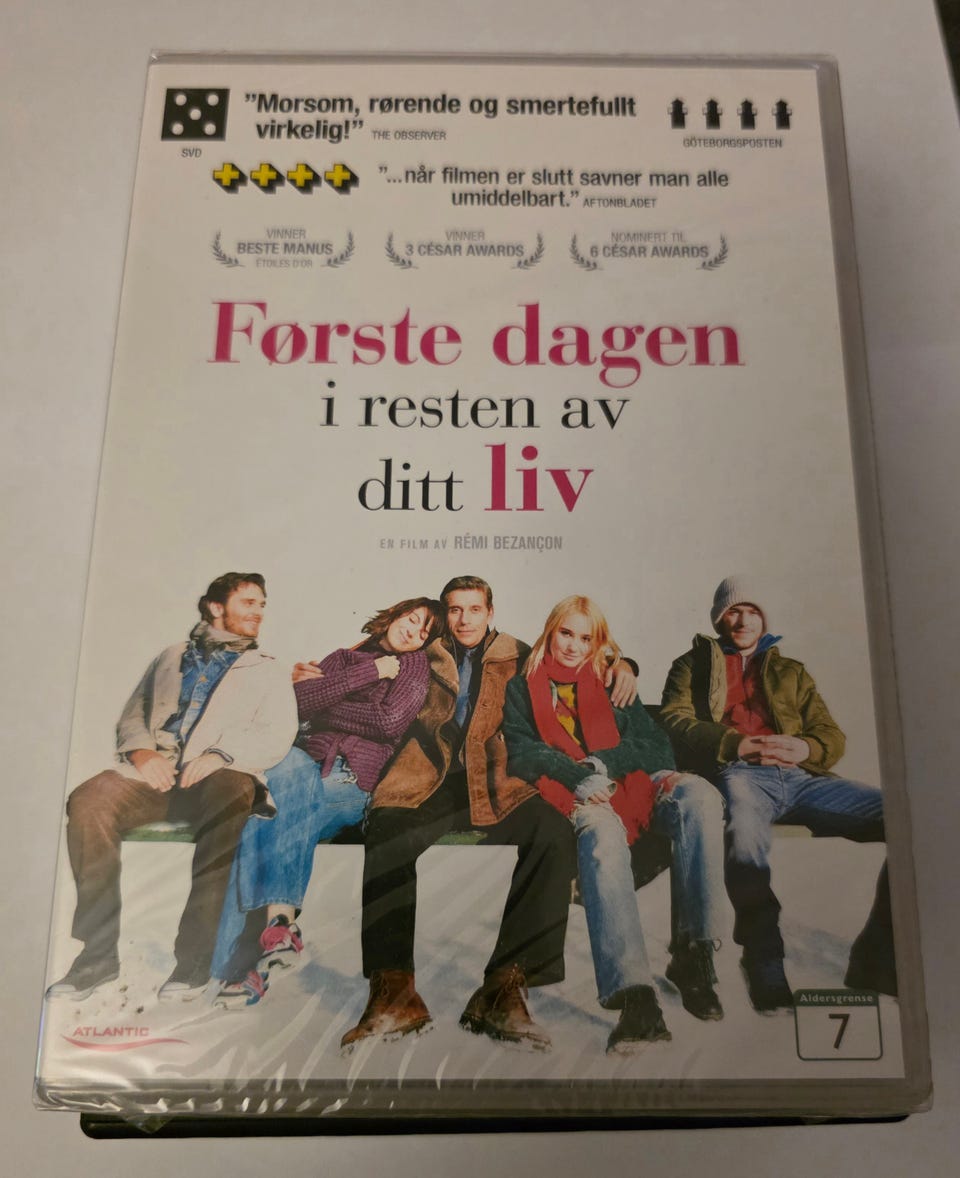 "Morsom, rørende og smertefullt
virkelig!" THE OBSERVER
SVD
GÖTEBORGSPOSTEN
"...når filmen er slutt savner man alle
umiddelbart." AFTONBLADET
VINNER
BESTE MANUS
ÉTOILES D'OR
VINNER
3 CÉSAR AWARDS
NOMINERT TIL
6 CÉSAR AWARDS
Første dagen
i resten av
ditt liv
EN FILM AV RÉMI BEZANÇON
ATLANTIC
Aldersgrense
7